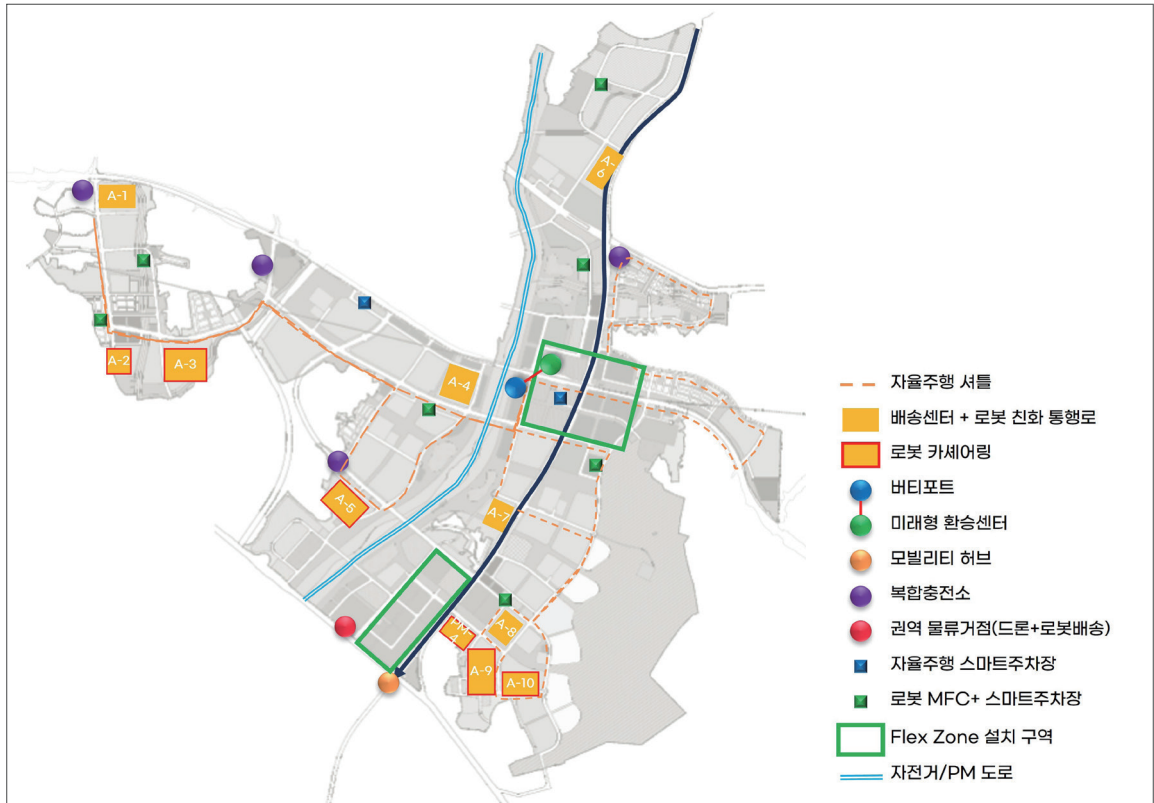 A-6
A-1
A-2
A-3
A-4
A-5
A-7
A-8
PM
4
A-9
A-10
자율주행 셔틀
배송센터 + 로봇 친화 통행로
로봇 카셰어링
버티포트
미래형 환승센터
모빌리티 허브
복합충전소
권역 물류거점(드론+로봇배송)
자율주행 스마트주차장
로봇 MFC+ 스마트주차장
Flex Zone 설치 구역
자전거/PM 도로